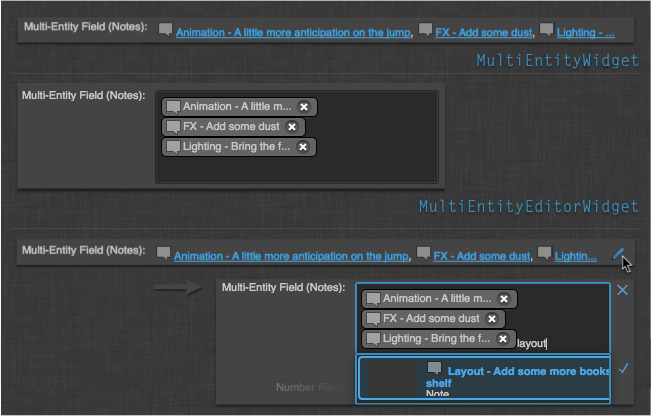 Multi-Entity Field (Notes): Animation - A little more anticipation on the jump, FX - Add some dust, Lighting - ...
MultiEntityWidget
Multi-Entity Field (Notes): Animation - A little m...
FX - Add some dust
Lighting - Bring the f...
MultiEntityEditorWidget
Multi-Entity Field (Notes): Animation - A little more anticipation on the jump, FX - Add some dust, Lightin...
Multi-Entity Field (Notes): Animation - A little m...
FX - Add some dust
Lighting - Bring the f... layout
Layout - Add some more books
shelf
Number Field Note